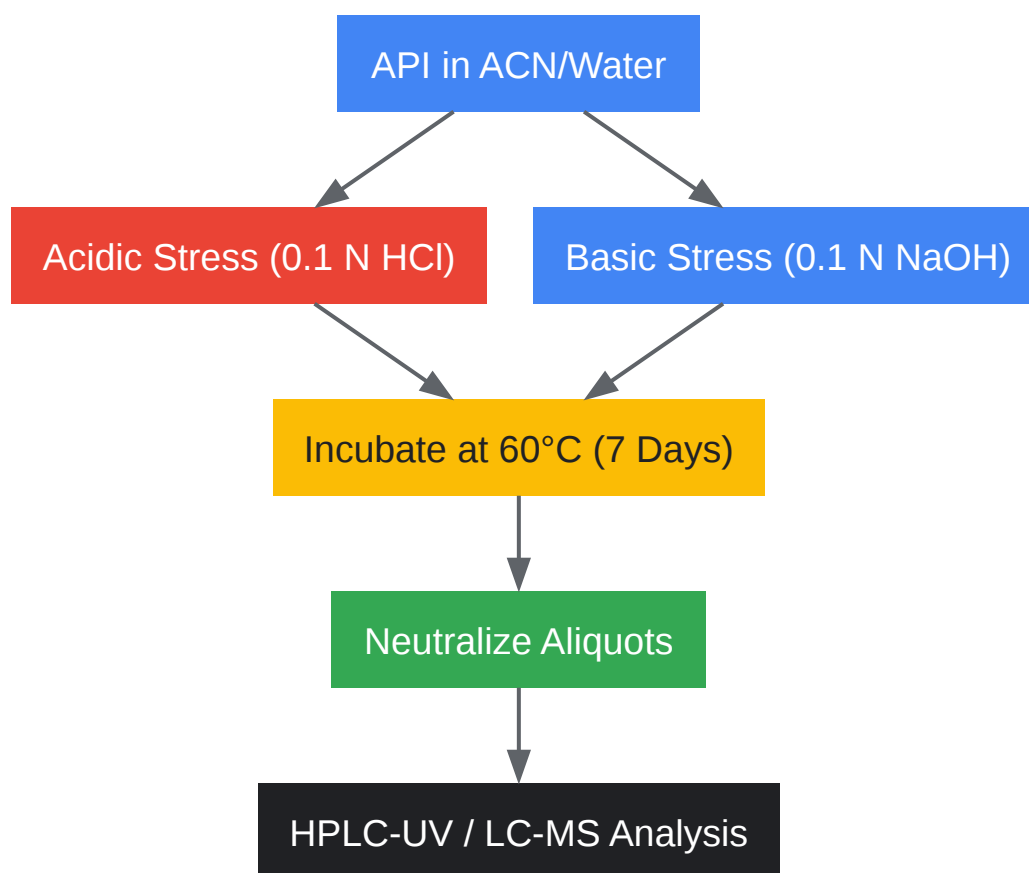 API in ACN/Water
Acidic Stress (0.1 N HCl)
Basic Stress (0.1 N NaOH)
Incubate at 60°C (7 Days)
Neutralize Aliquots
HPLC-UV / LC-MS Analysis